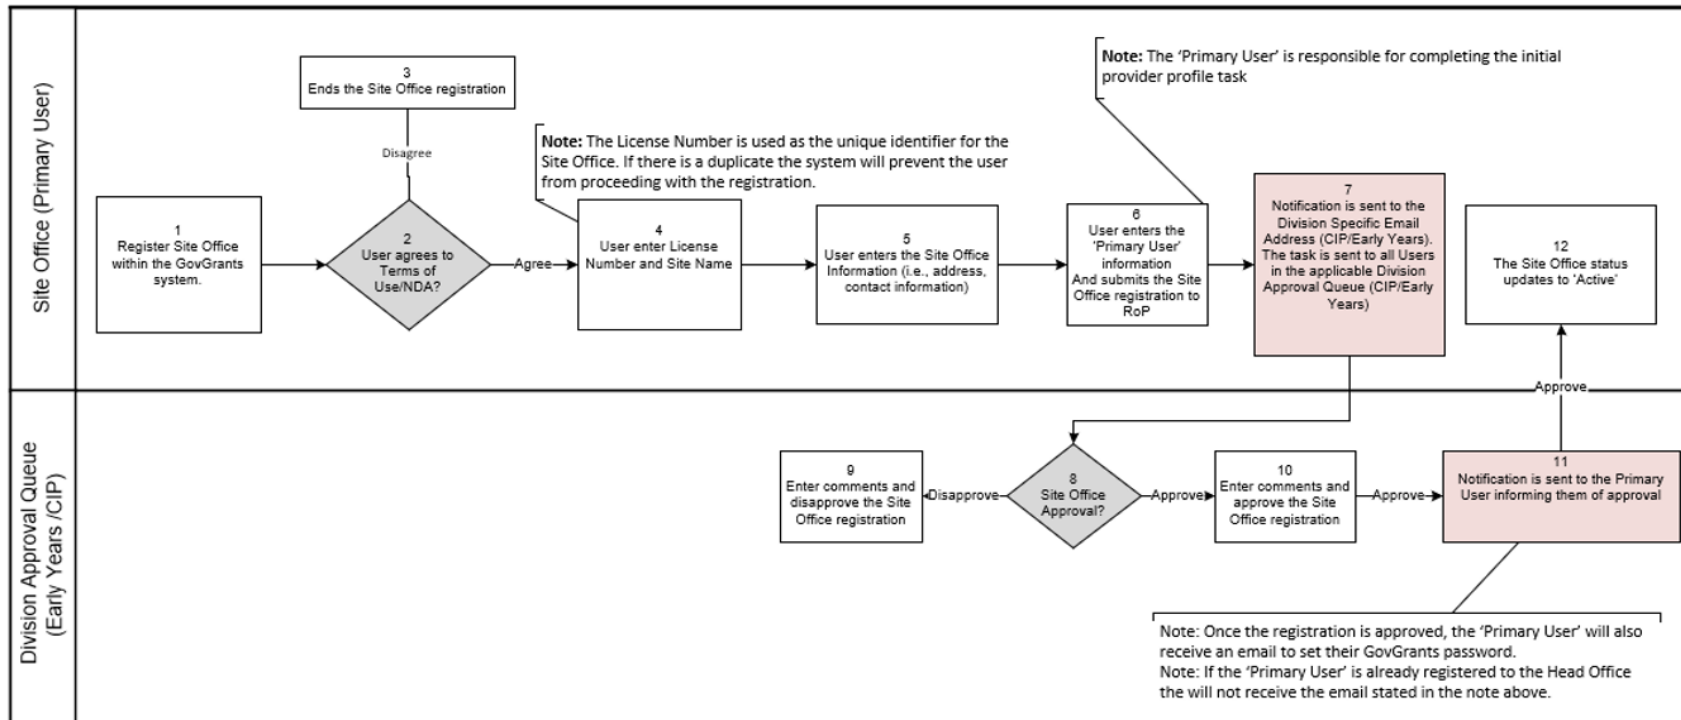 Site Office (Primary User)
3
Ends the Site Office registration
Disagree
Note: The License Number is used as the unique identifier for the
Site Office. If there is a duplicate the system will prevent the user
from proceeding with the registration.
Note: The ‘Primary User’ is responsible for completing the initial
provider profile task
1
Register Site Office
within the GovGrants
system.
2
User agrees to
Terms of
Use/NDA?
Agree
4
User enter License
Number and Site Name
5
User enters the Site Office
Information (i.e., address,
contact information)
6
User enters the
'Primary User'
information
And submits the Site
Office registration to
RoP
7
Notification is sent to the
Division Specific Email
Address (CIP/Early Years).
The task is sent to all Users
in the applicable Division
Approval Queue (CIP/Early
Years)
12
The Site Office status
updates to 'Active'
Approve
Division Approval Queue
(Early Years /CIP)
9
Enter comments and
disapprove the Site
Office registration
Disapprove
8
Site Office
Approval?
Approve
10
Enter comments and
approve the Site
Office registration
Approve
11
Notification is sent to the Primary
User informing them of approval
Note: Once the registration is approved, the ‘Primary User’ will also
receive an email to set their GovGrants password.
Note: If the ‘Primary User’ is already registered to the Head Office
the will not receive the email stated in the note above.